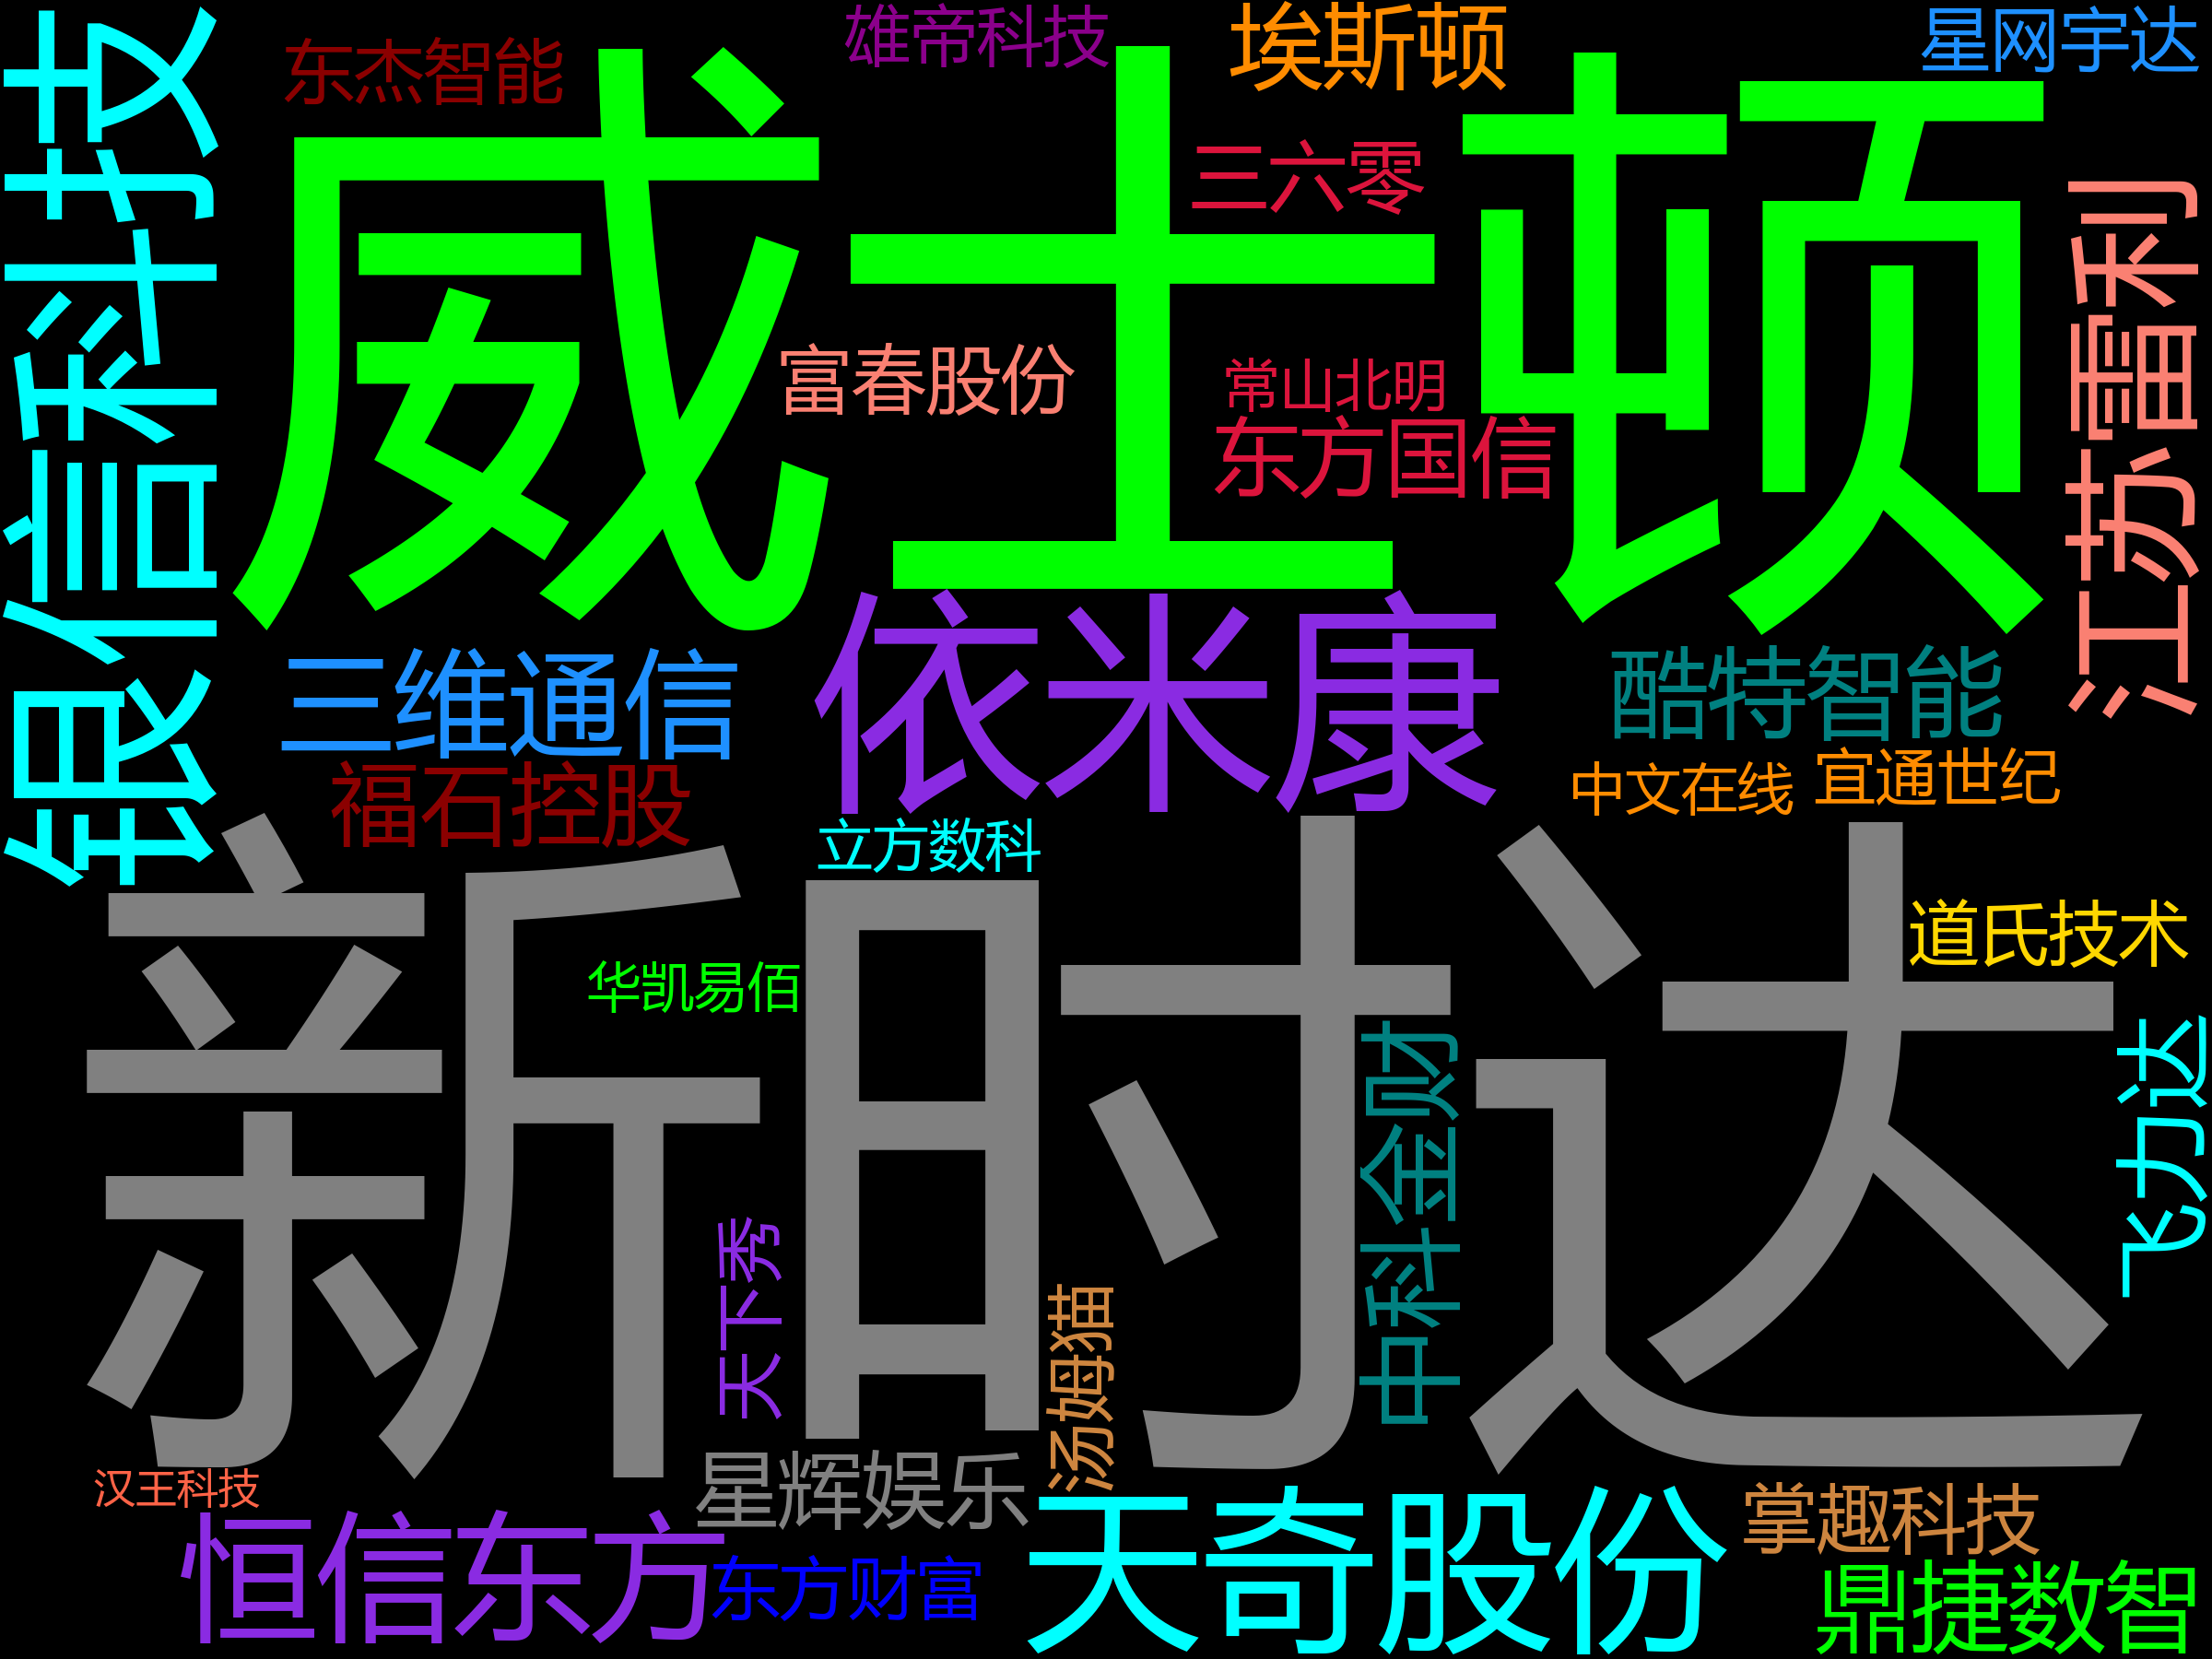 维帝科技
埃斯顿
星网宇达
东杰智能
银信科技
威士顿
三六零
江苏雷利
富春股份
常山北明
东方国信
三维通信
依米康
酷特智能
福石控股
中文在线
宜通世纪
立方数科
新时达
道氏技术
华凯易佰
飞力达
中科金财
天下秀
汤姆猫
汉王科技
星辉娱乐
天奇股份
掌趣科技
恒信东方
东方财富
鼎捷数智